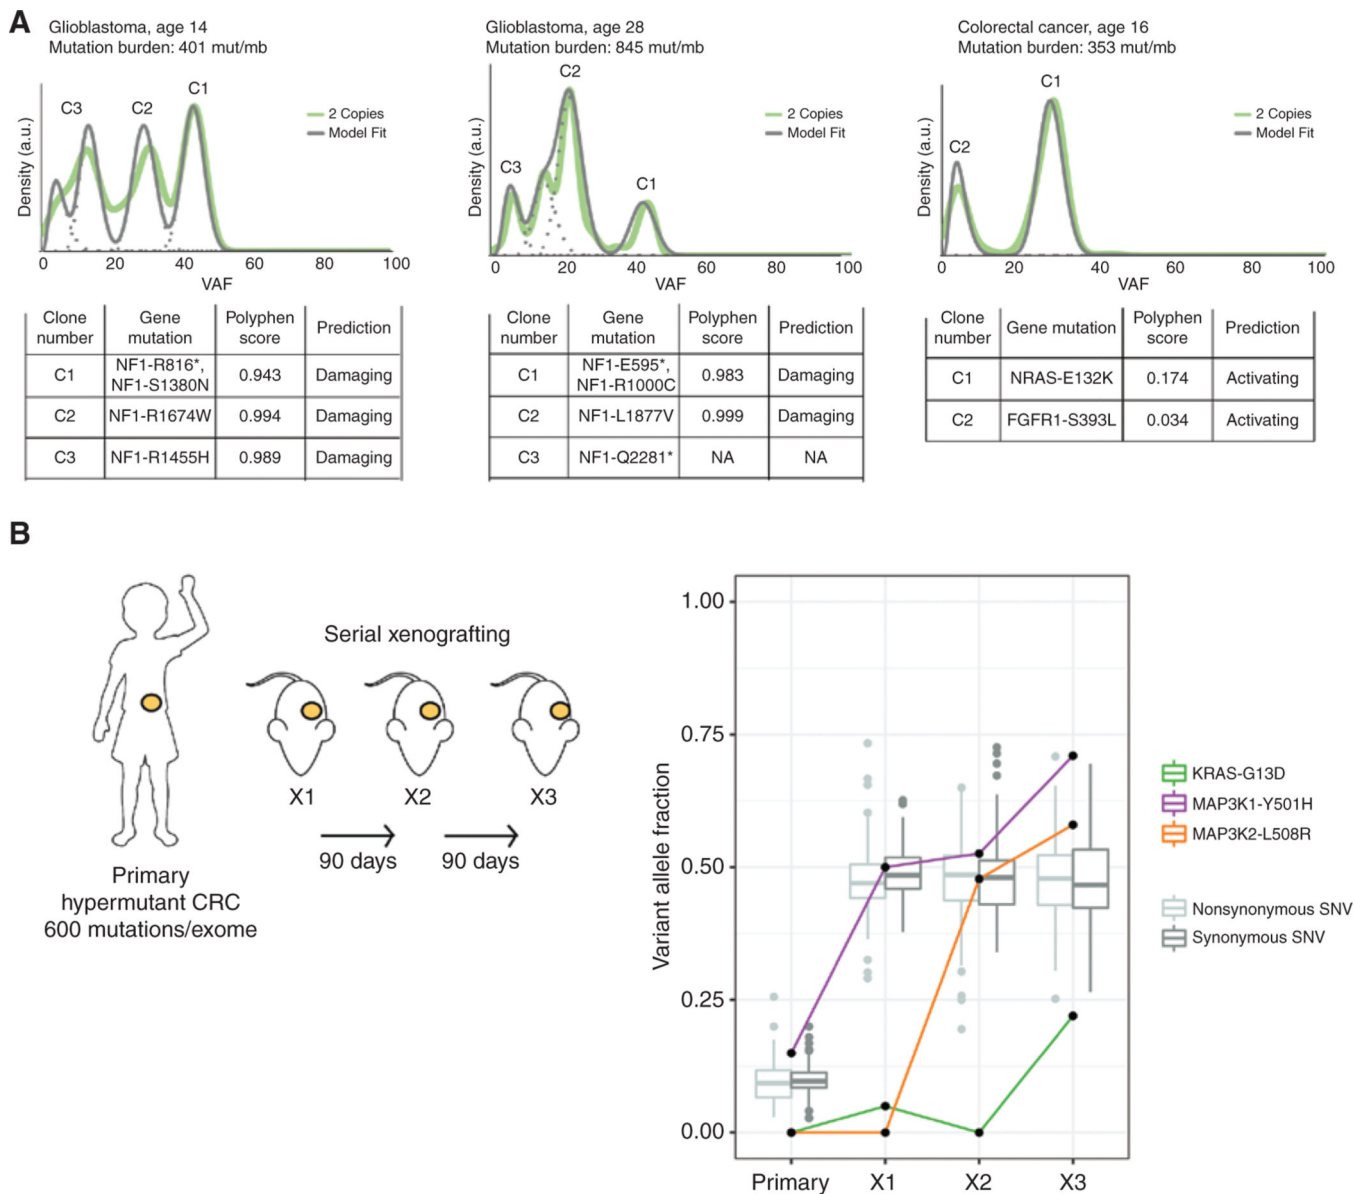 A
Glioblastoma, age 14
Mutation burden: 401 mut/mb
Density (a.u.)
C3
C2
C1
2 Copies
Model Fit
0 20 40 60 80 100
VAF
Clone number Gene mutation Polyphen score Prediction
C1 NF1-R816*, NF1-S1380N 0.943 Damaging
C2 NF1-R1674W 0.994 Damaging
C3 NF1-R1455H 0.989 Damaging
Glioblastoma, age 28
Mutation burden: 845 mut/mb
Density (a.u.)
C3
C2
C1
2 Copies
Model Fit
0 20 40 60 80 100
VAF
Clone number Gene mutation Polyphen score Prediction
C1 NF1-E595*, NF1-R1000C 0.983 Damaging
C2 NF1-L1877V 0.999 Damaging
C3 NF1-Q2281* NA NA
Colorectal cancer, age 16
Mutation burden: 353 mut/mb
Density (a.u.)
C2
C1
2 Copies
Model Fit
0 20 40 60 80 100
VAF
Clone number Gene mutation Polyphen score Prediction
C1 NRAS-E132K 0.174 Activating
C2 FGFR1-S393L 0.034 Activating
B
Serial xenografting
X1 X2 X3
90 days 90 days
Primary
hypermutant CRC
600 mutations/exome
Variant allele fraction
1.00
0.75
0.50
0.25
0.00
Primary X1 X2 X3
KRAS-G13D
MAP3K1-Y501H
MAP3K2-L508R
Nonsynonymous SNV
Synonymous SNV